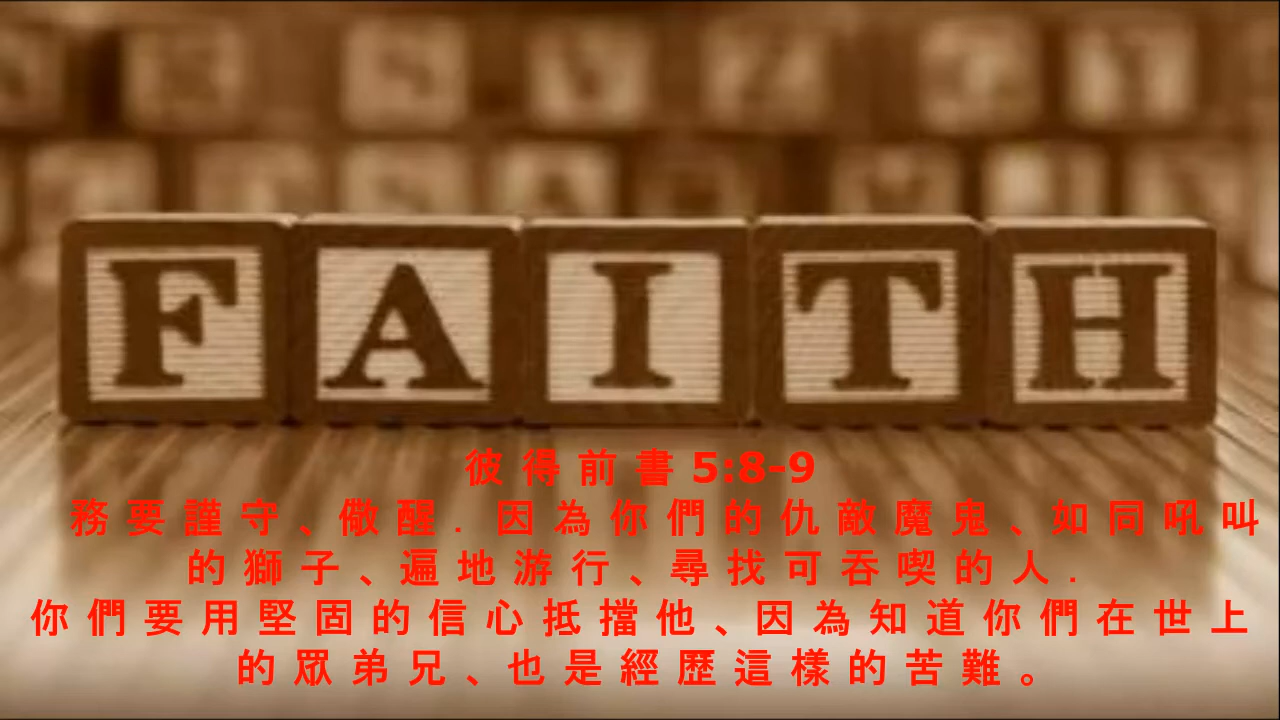 FAITH
彼得前書 5:8-9
務要謹守、儆醒．因為你們的仇敵魔鬼、如同吼叫
的獅子、遍地游行、尋找可吞喫的人．
你們要用堅固的信心抵擋他、因為知道你們在世上
的眾弟兄、也是經歷這樣的苦難。